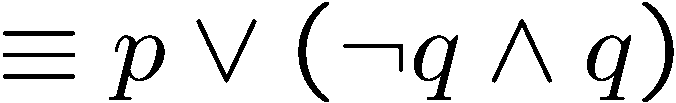 ≡ p ∨ (¬q ∧ q)